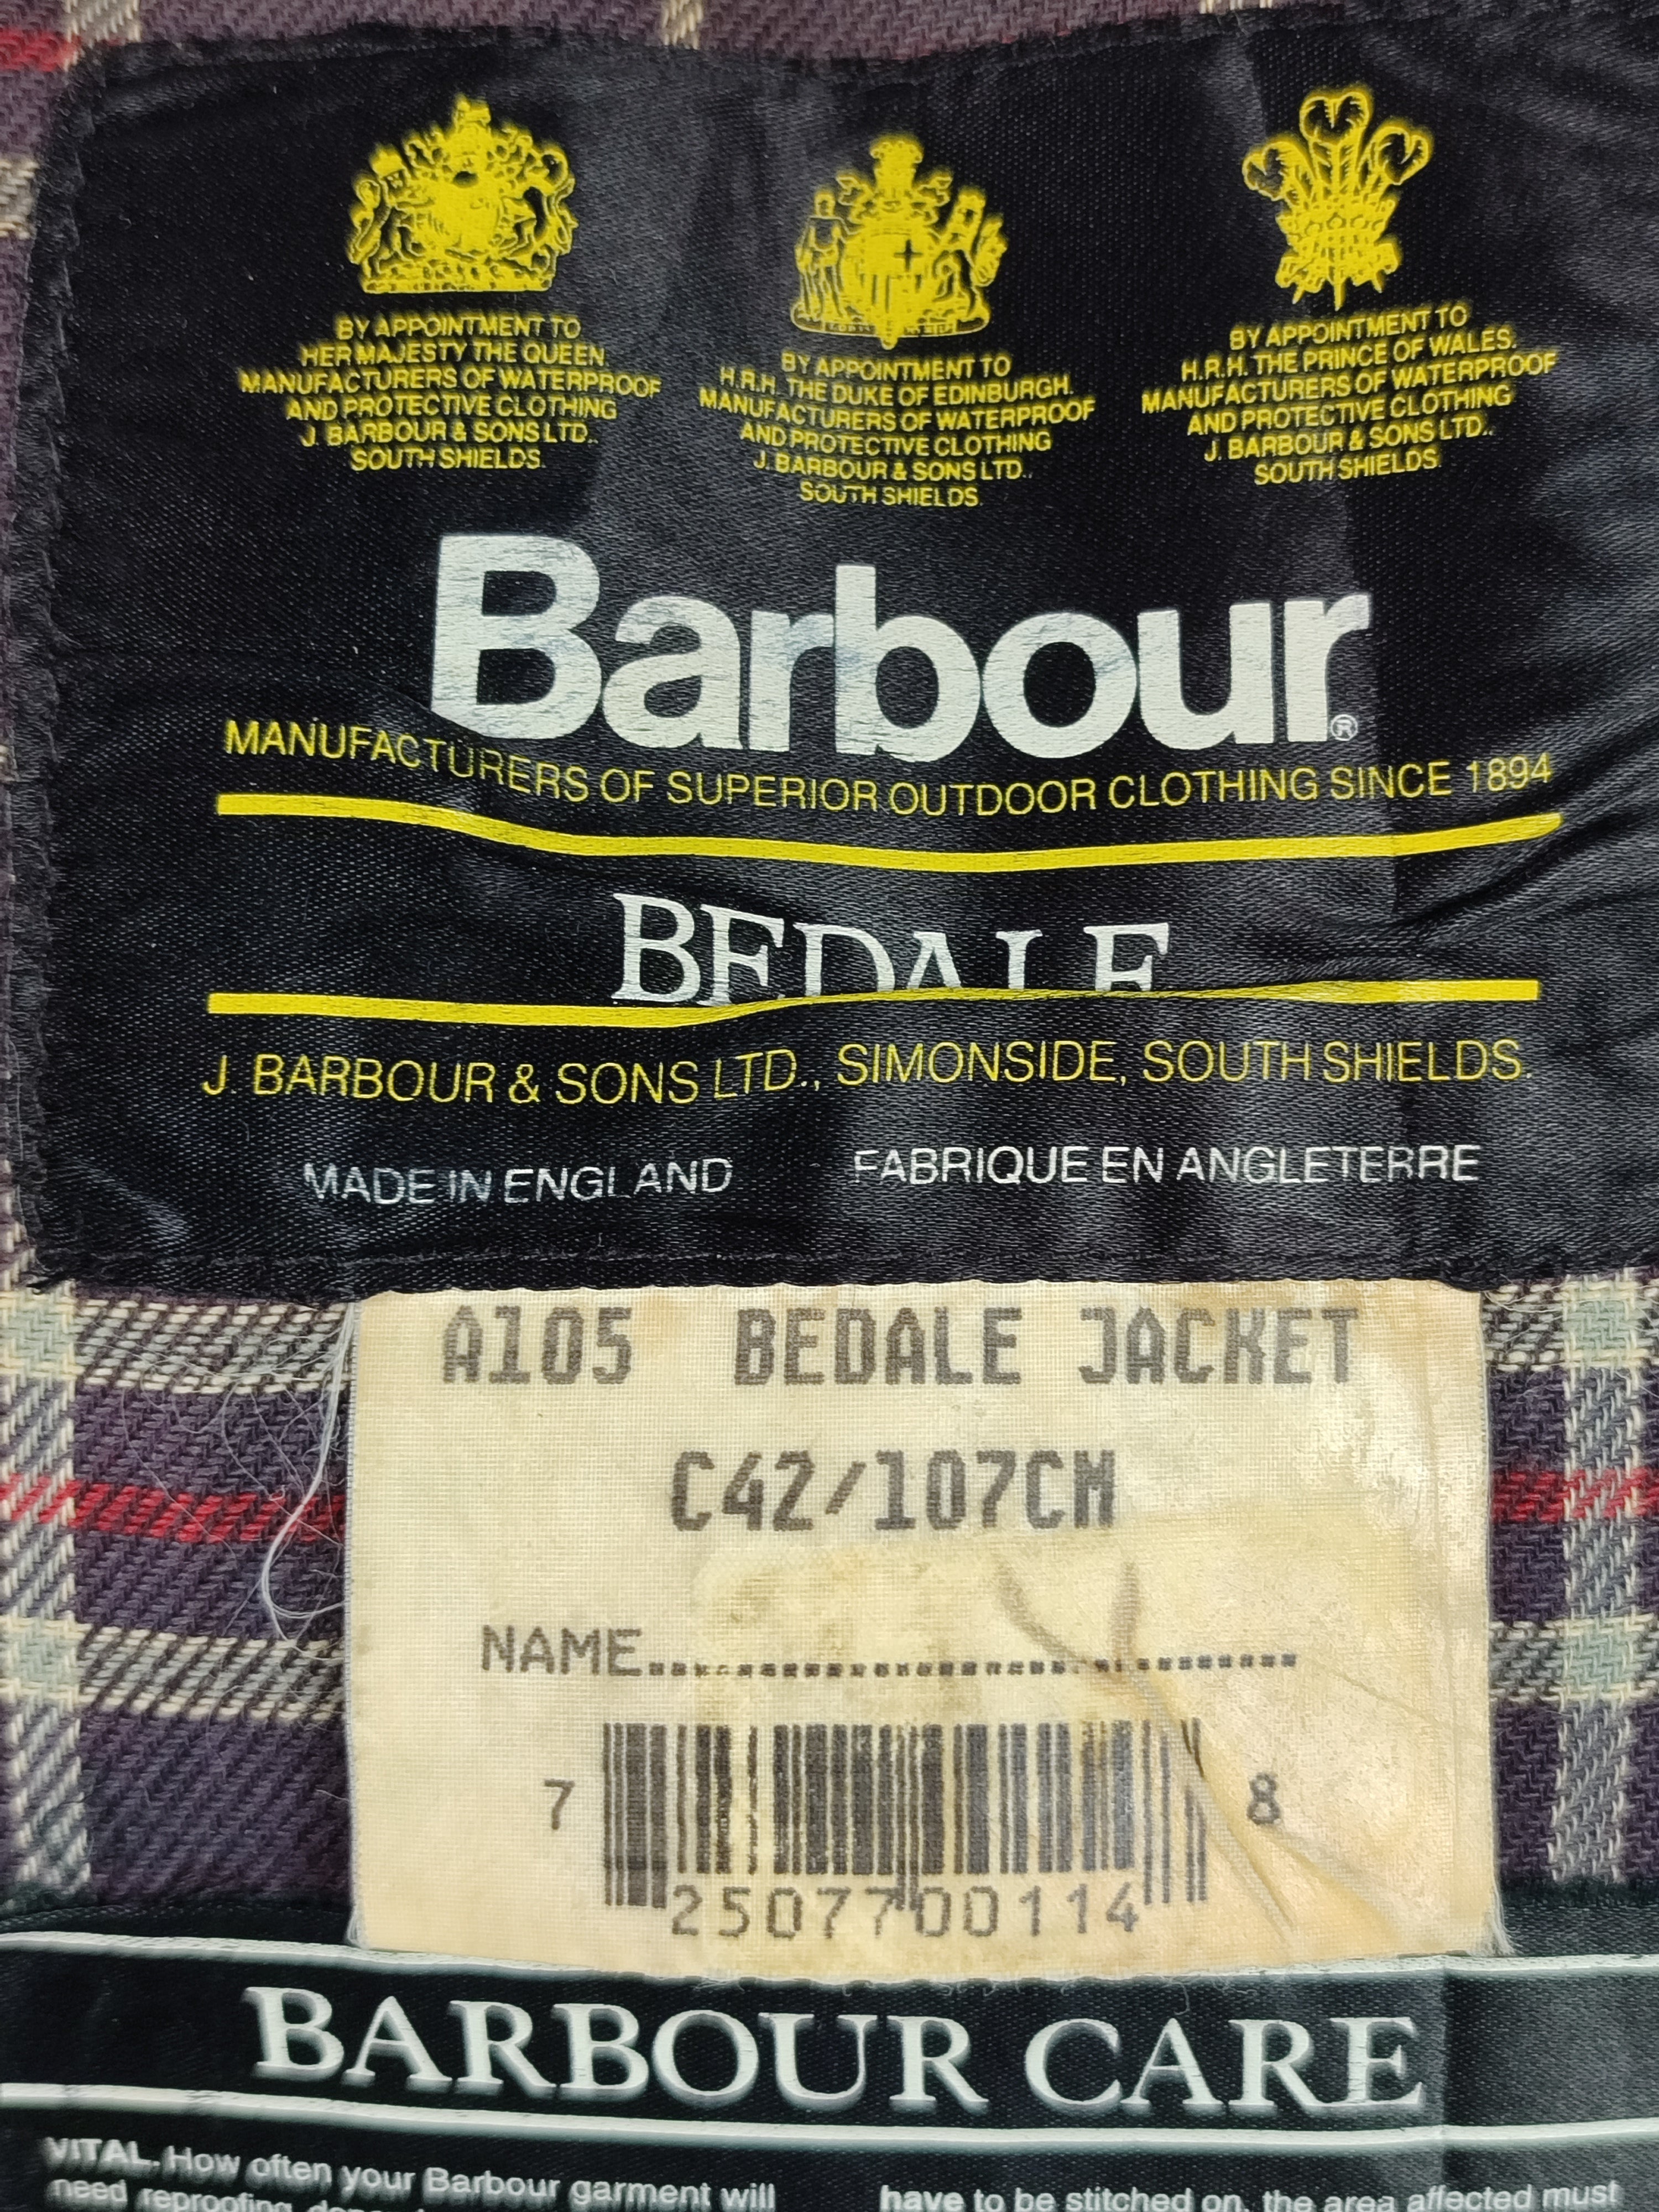 BY APPOINTMENT TO
HER MAJESTY THE QUEEN.
MANUFACTURERS OF WATERPROOF
AND PROTECTIVE CLOTHING
J. BARBOUR & SONS LTD.,
SOUTH SHIELDS.
BY APPOINTMENT TO
H.R.H. THE DUKE OF EDINBURGH.
MANUFACTURERS OF WATERPROOF
AND PROTECTIVE CLOTHING
J. BARBOUR & SONS LTD.,
SOUTH SHIELDS.
BY APPOINTMENT TO
H.R.H. THE PRINCE OF WALES.
MANUFACTURERS OF WATERPROOF
AND PROTECTIVE CLOTHING
J. BARBOUR & SONS LTD.,
SOUTH SHIELDS.
Barbour®
MANUFACTURERS OF SUPERIOR OUTDOOR CLOTHING SINCE 1894
BEDALE
J. BARBOUR & SONS LTD., SIMONSIDE, SOUTH SHIELDS.
MADE IN ENGLAND FABRIQUE EN ANGLETERRE
A105 BEDALE JACKET
C42/107CM
NAME
7 25077 00114 8
BARBOUR CARE
VITAL. How often your Barbour garment will
need reproofing
have to be stitched on, the area affected must